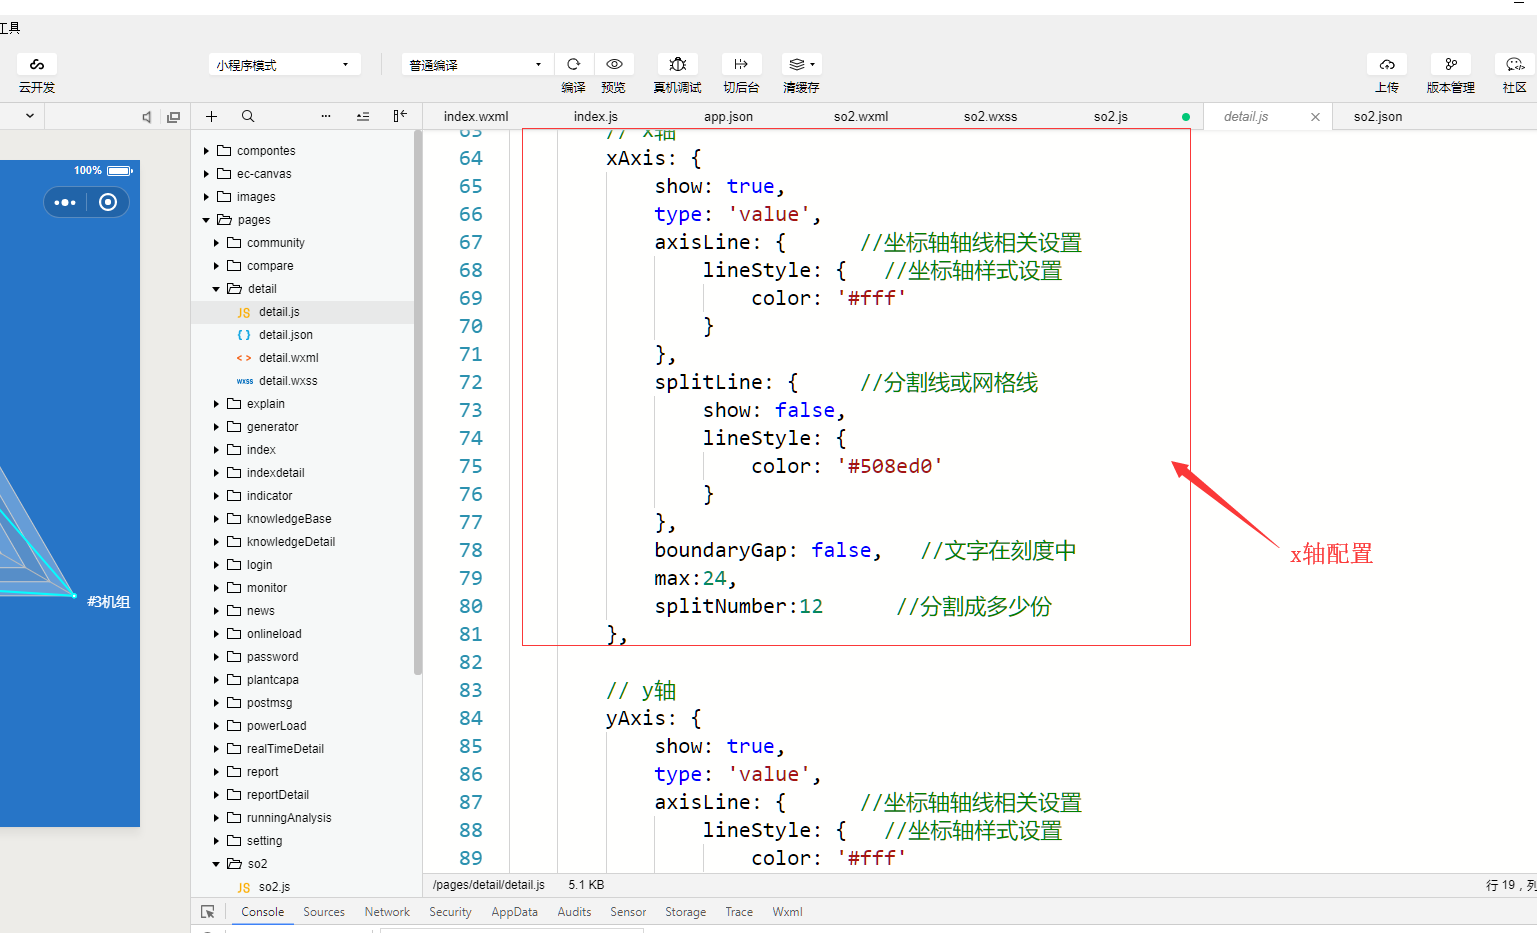 工具
云开发
小程序模式
普通编译
编译
预览
真机调试
切后台
清缓存
上传
版本管理
社区
index.wxml
index.js
app.json
so2.wxml
so2.wxss
so2.js
detail.js
so2.json
100%
#3机组
compontes
ec-canvas
images
pages
community
compare
detail
JS detail.js
{ } detail.json
< > detail.wxml
wxss detail.wxss
explain
generator
index
indexdetail
indicator
knowledgeBase
knowledgeDetail
login
monitor
news
onlineload
password
plantcapa
postmsg
powerLoad
realTimeDetail
report
reportDetail
runningAnalysis
setting
so2
JS so2.js
63 // x轴
64 xAxis: {
65 show: true,
66 type: 'value',
67 axisLine: { //坐标轴轴线相关设置
68 lineStyle: { //坐标轴样式设置
69 color: '#fff'
70 }
71 },
72 splitLine: { //分割线或网格线
73 show: false,
74 lineStyle: {
75 color: '#508ed0'
76 }
77 },
78 boundaryGap: false, //文字在刻度中
79 max:24,
80 splitNumber:12 //分割成多少份
81 },
82
83 // y轴
84 yAxis: {
85 show: true,
86 type: 'value',
87 axisLine: { //坐标轴轴线相关设置
88 lineStyle: { //坐标轴样式设置
89 color: '#fff'
x轴配置
/pages/detail/detail.js 5.1 KB
行 19，列
Console Sources Network Security AppData Audits Sensor Storage Trace Wxml